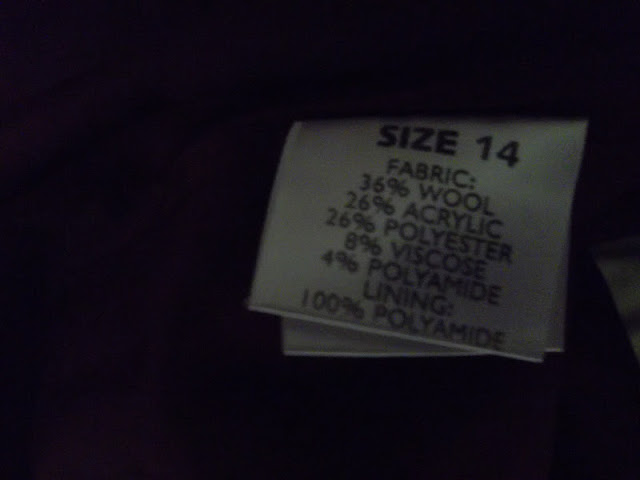 SIZE 14
FABRIC:
36% WOOL
26% ACRYLIC
26% POLYESTER
8% VISCOSE
4% POLYAMIDE
LINING:
100% POLYAMIDE